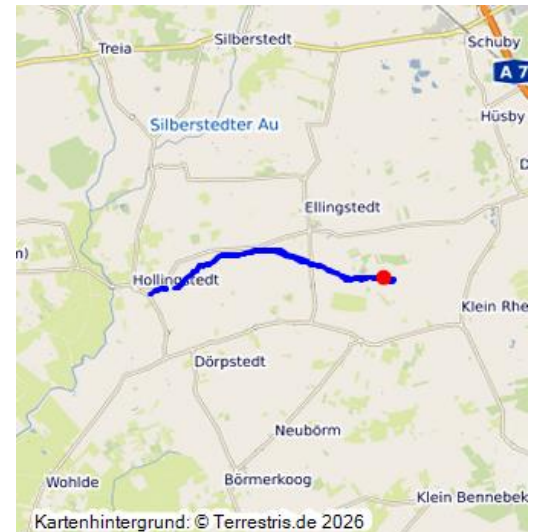 Treia
Silberstedt
Schuby
A 7
Hüsby
Silberstedter Au
D
Ellingstedt
m)
Hollingstedt
Klein Rhe
Dörpstedt
Neubörm
Wohlde
Börmerkoog
Klein Bennebek
Kartenhintergrund: © Terrestris.de 2026